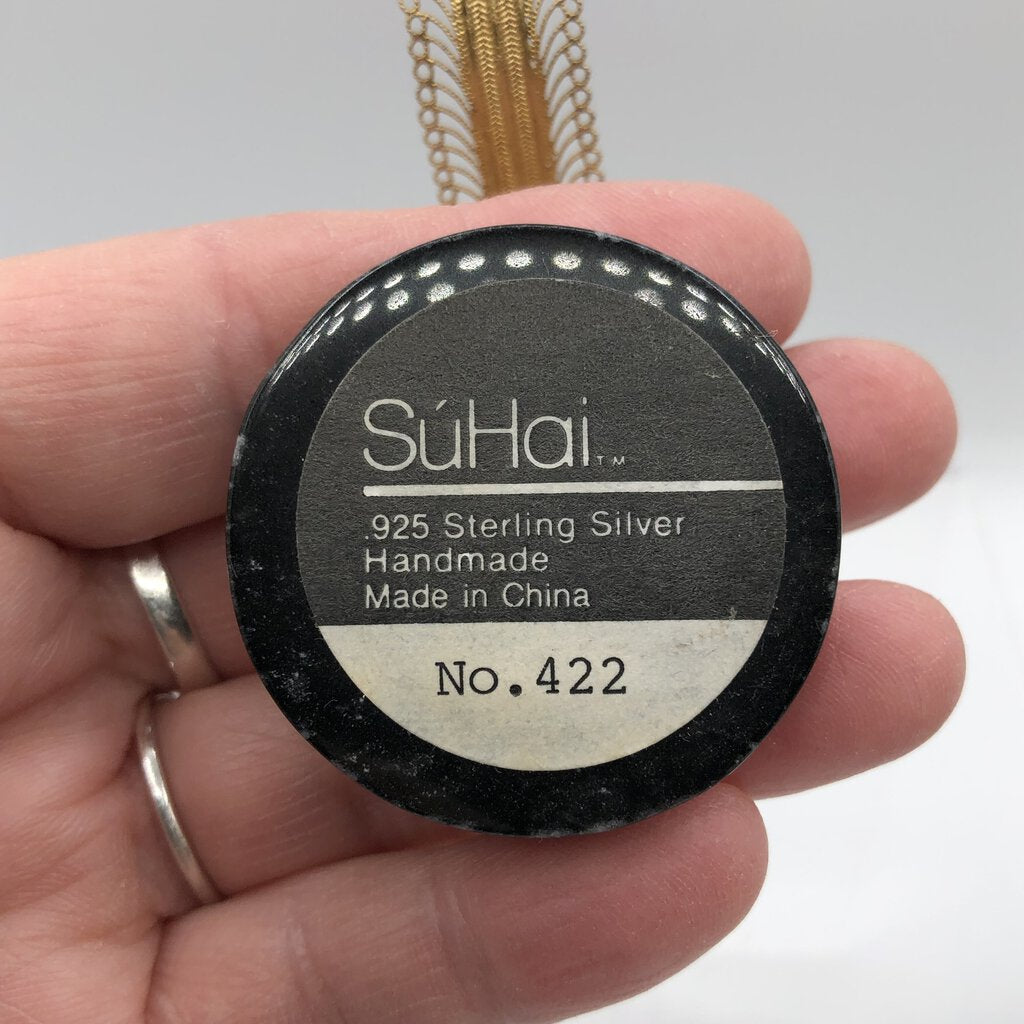 SúHai™
.925 Sterling Silver
Handmade
Made in China
No.422